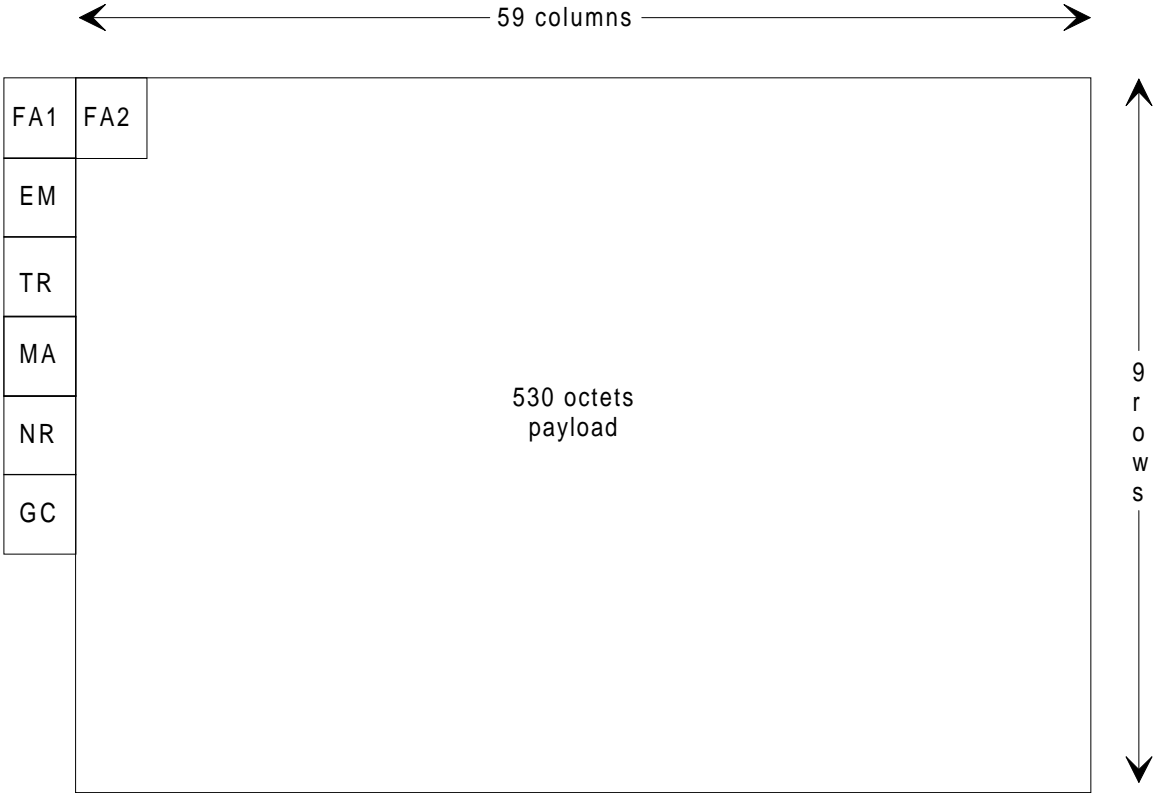 59 columns
FA1 FA2
EM
TR
MA
NR
GC
530 octets
payload
9
r
o
w
s